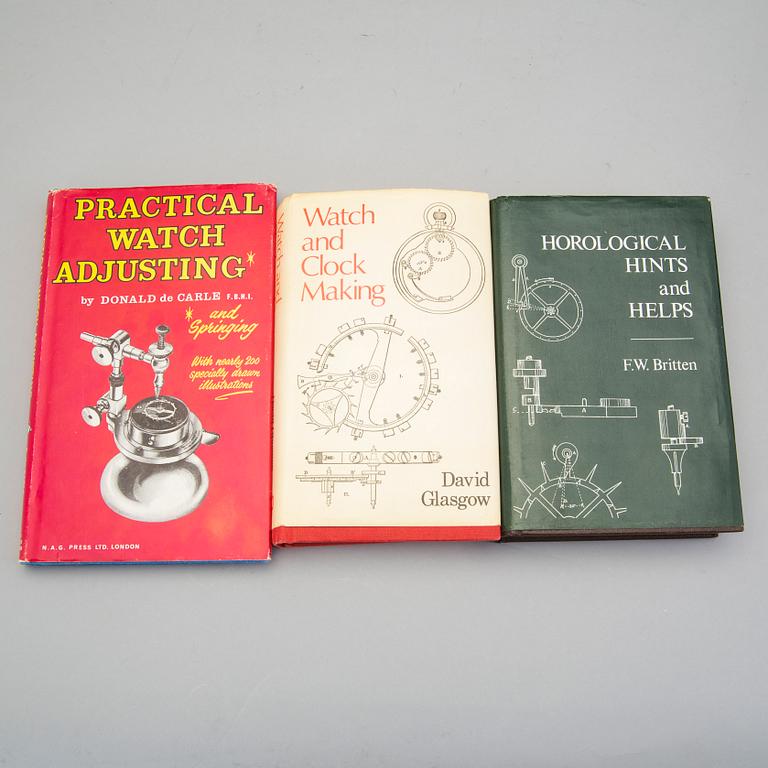 PRACTICAL
WATCH
ADJUSTING*
by DONALD de CARLE F.B.H.I.
* and
Springing
With nearly 200
specially drawn
illustrations
N.A.G. PRESS LTD. LONDON
Watch
and
Clock
Making
David
Glasgow
HOROLOGICAL
HINTS
and
HELPS
F.W. Britten